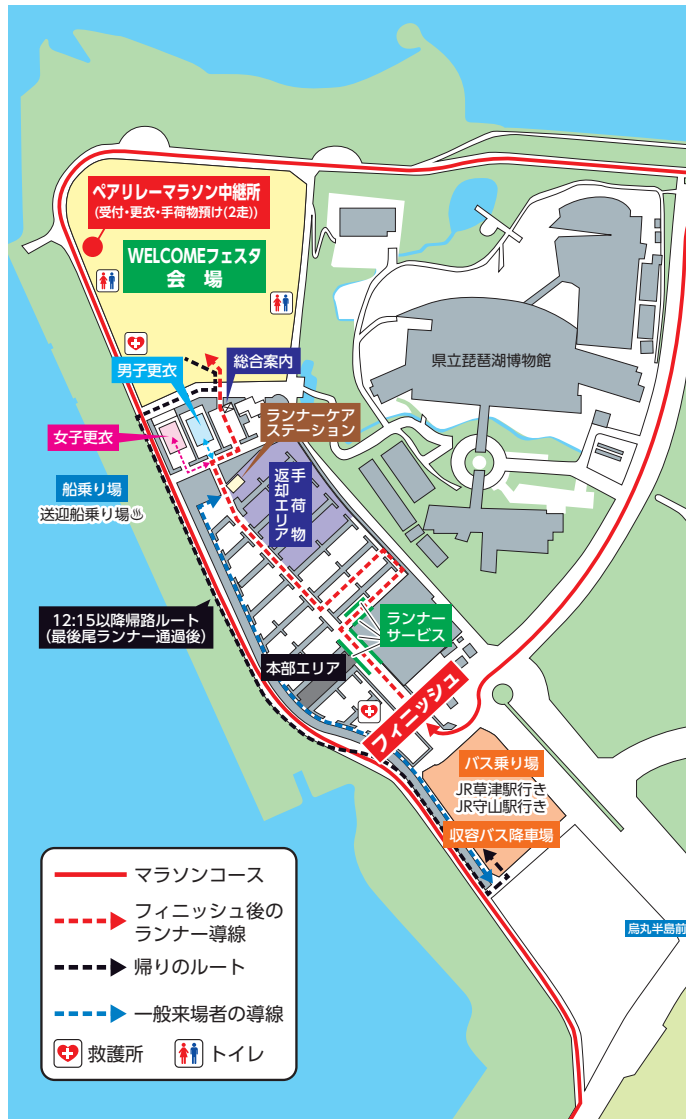 ペアリレーマラソン中継所
(受付・更衣・手荷物預け(2走))
WELCOMEフェスタ
会場
総合案内
男子更衣
県立琵琶湖博物館
ランナーケア
ステーション
女子更衣
船乗り場
送迎船乗り場♨
手荷物
返却エリア
12:15以降帰路ルート
(最後尾ランナー通過後)
ランナー
サービス
本部エリア
フィニッシュ
バス乗り場
JR草津駅行き
JR守山駅行き
収容バス降車場
烏丸半島前
マラソンコース
フィニッシュ後の
ランナー導線
帰りのルート
一般来場者の導線
救護所
トイレ